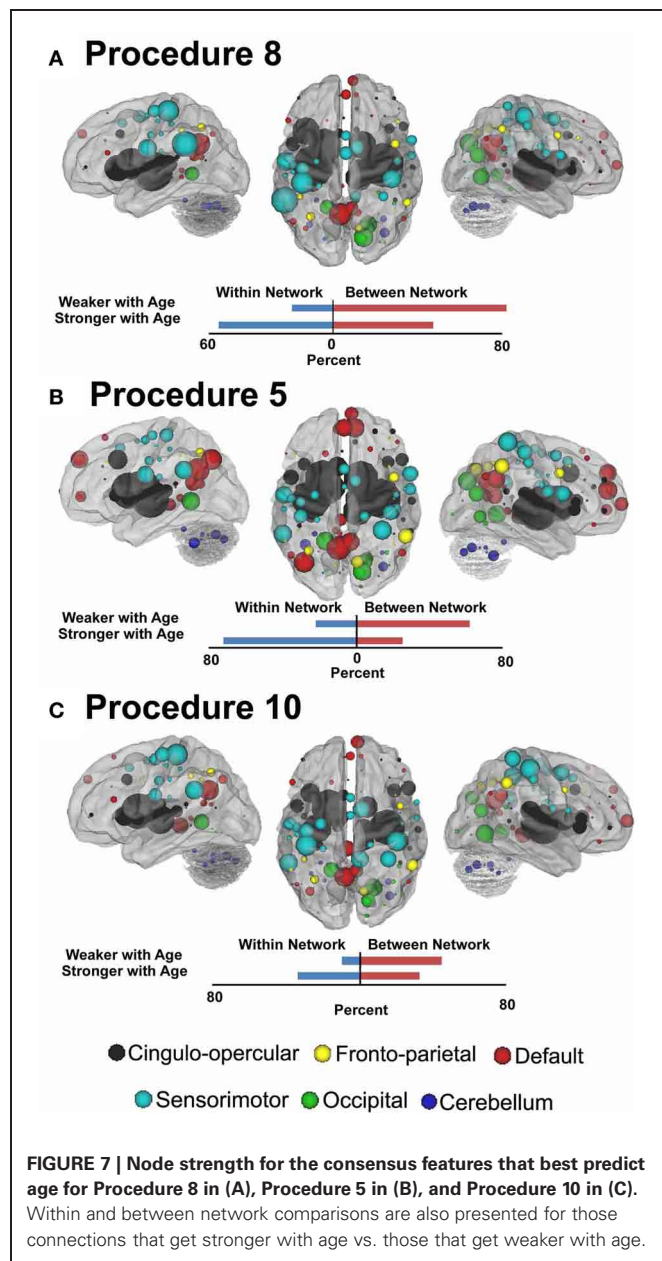 A Procedure 8
Within Network Between Network
Weaker with Age
Stronger with Age
60 0 80
Percent
B Procedure 5
Within Network Between Network
Weaker with Age
Stronger with Age
80 0 80
Percent
C Procedure 10
Within Network Between Network
Weaker with Age
Stronger with Age
80 80
Percent
Cingulo-opercular Fronto-parietal Default
Sensorimotor Occipital Cerebellum
FIGURE 7 | Node strength for the consensus features that best predict
age for Procedure 8 in (A), Procedure 5 in (B), and Procedure 10 in (C).
Within and between network comparisons are also presented for those
connections that get stronger with age vs. those that get weaker with age.